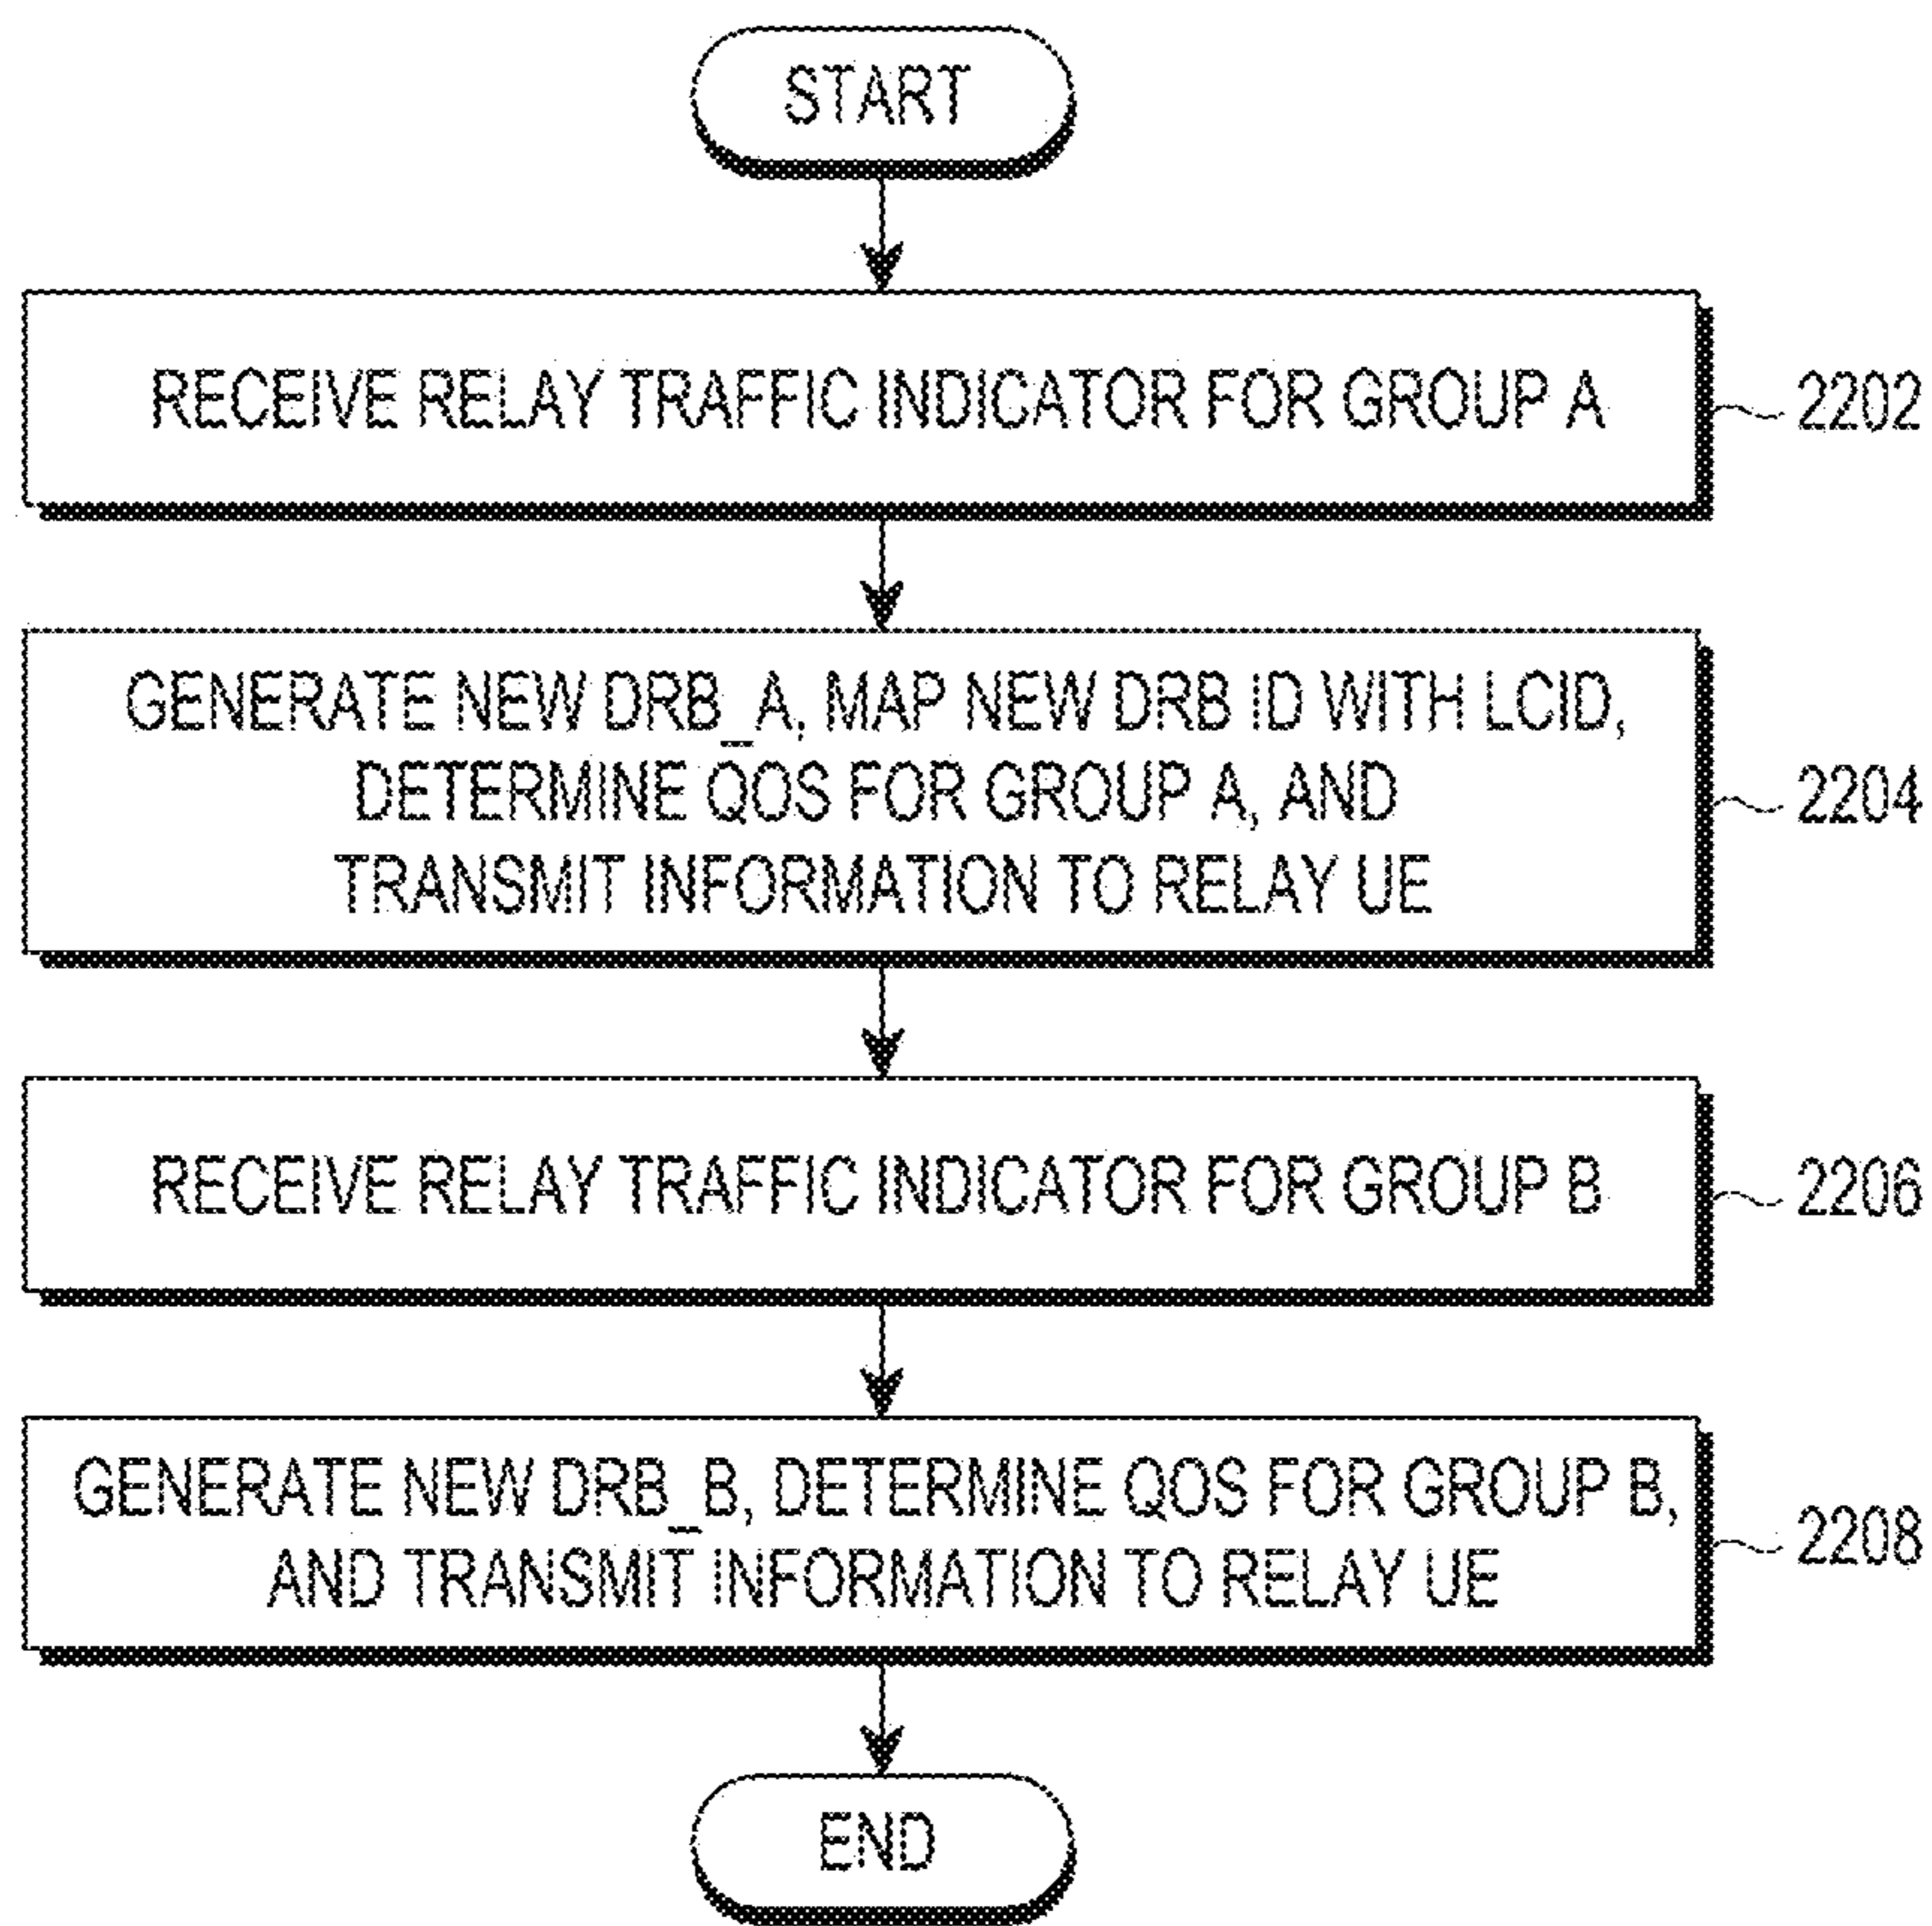 START
RECEIVE RELAY TRAFFIC INDICATOR FOR GROUP A
2202
GENERATE NEW DRB_A, MAP NEW DRB ID WITH LCID,
DETERMINE QOS FOR GROUP A, AND
TRANSMIT INFORMATION TO RELAY UE
2204
RECEIVE RELAY TRAFFIC INDICATOR FOR GROUP B
2206
GENERATE NEW DRB_B, DETERMINE QOS FOR GROUP B,
AND TRANSMIT INFORMATION TO RELAY UE
2208
END